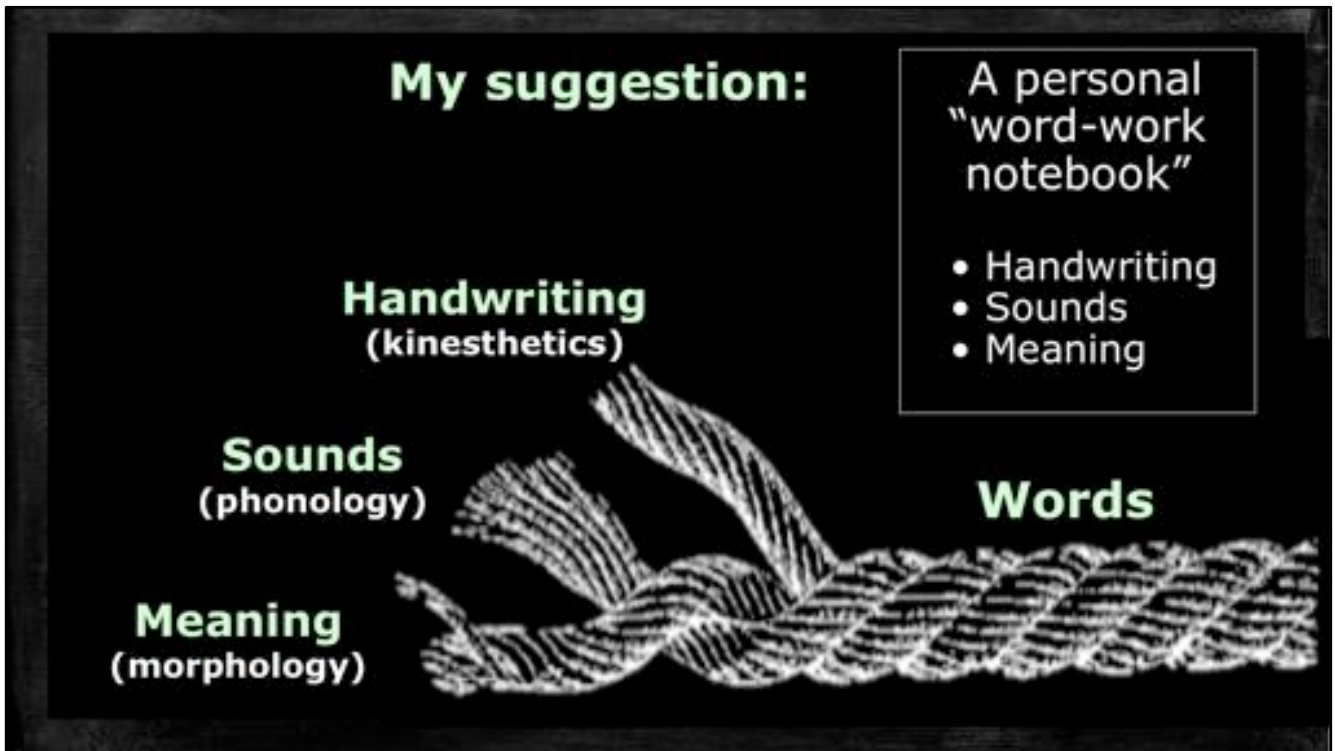 My suggestion:
A personal
“word-work
notebook”
• Handwriting
• Sounds
• Meaning
Handwriting
(kinesthetics)
Sounds
(phonology)
Words
Meaning
(morphology)